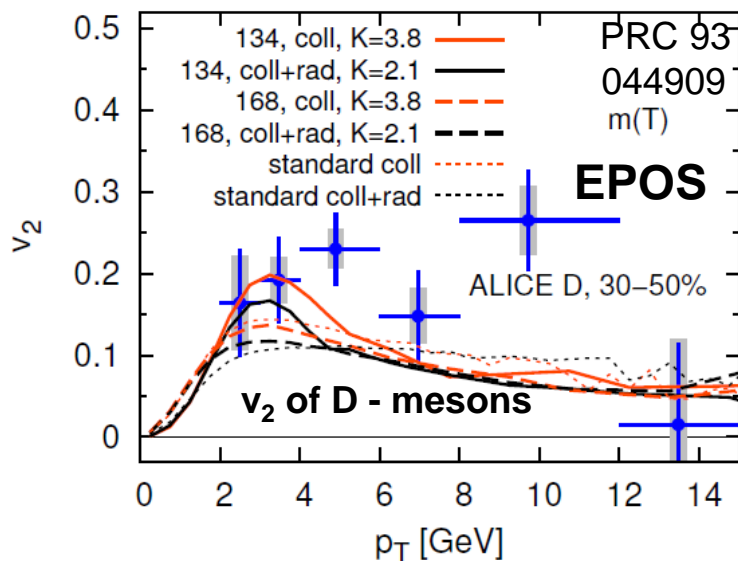 0.5
0.4
0.3
0.2
0.1
0
v₂
134, coll, K=3.8
134, coll+rad, K=2.1
168, coll, K=3.8
168, coll+rad, K=2.1
standard coll
standard coll+rad
PRC 93
044909
m(T)
EPOS
ALICE D, 30−50%
v₂ of D - mesons
0 2 4 6 8 10 12 14
p_T [GeV]